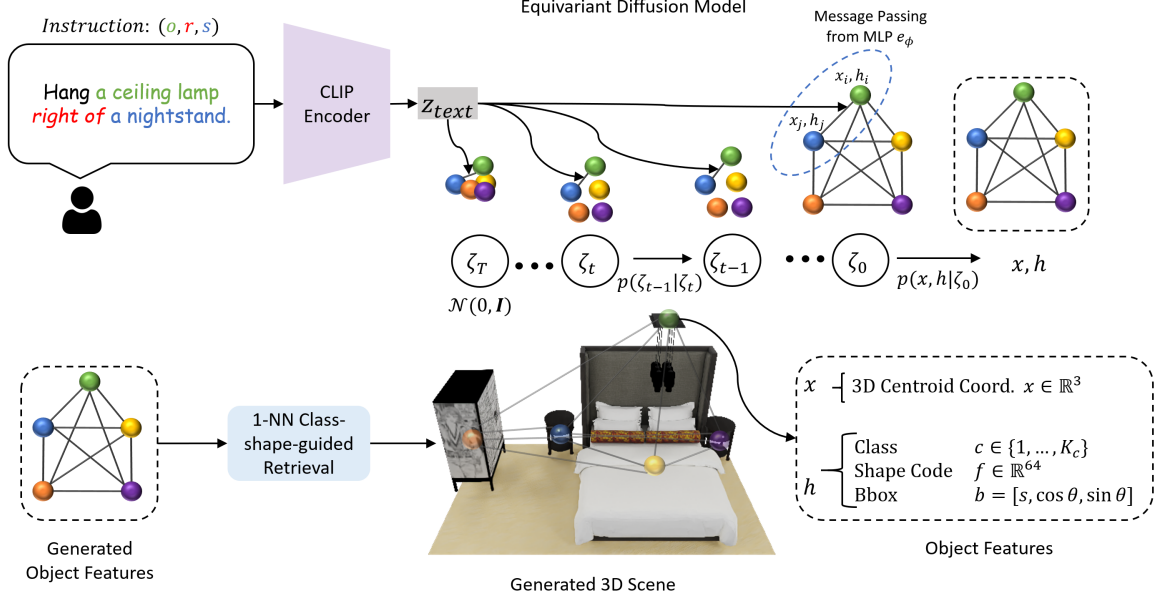 Equivariant Diffusion Model
Instruction: (o, r, s)
Hang a ceiling lamp
right of a nightstand.
CLIP
Encoder
z_text
Message Passing
from MLP e_ϕ
x_i, h_i
x_j, h_j
ζ_T
ζ_t
p(ζ_{t−1}|ζ_t)
ζ_{t−1}
ζ_0
p(x, h|ζ_0)
x, h
𝒩(0, I)
1-NN Class-
shape-guided
Retrieval
Generated
Object Features
Generated 3D Scene
x
3D Centroid Coord. x ∈ ℝ^3
h
Class c ∈ {1, … , K_c}
Shape Code f ∈ ℝ^64
Bbox b = [s, cos θ, sin θ]
Object Features